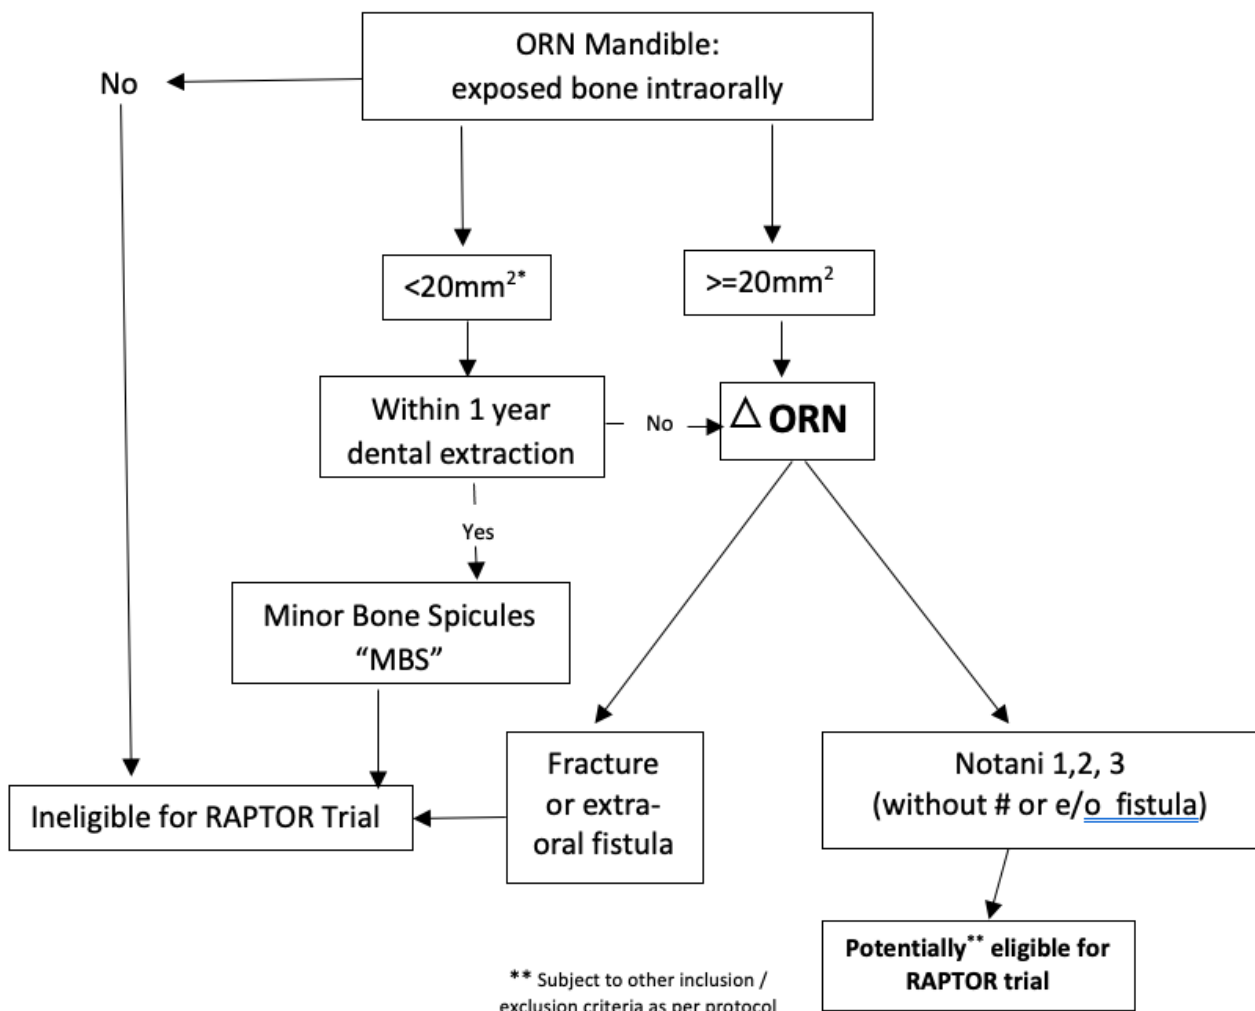 ORN Mandible:
exposed bone intraorally
No
<20mm²*
>=20mm²
Within 1 year
dental extraction
No
△ ORN
Yes
Minor Bone Spicules
“MBS”
Ineligible for RAPTOR Trial
Fracture
or extra-
oral fistula
Notani 1,2, 3
(without # or e/o fistula)
Potentially** eligible for
RAPTOR trial
** Subject to other inclusion /
exclusion criteria as per protocol